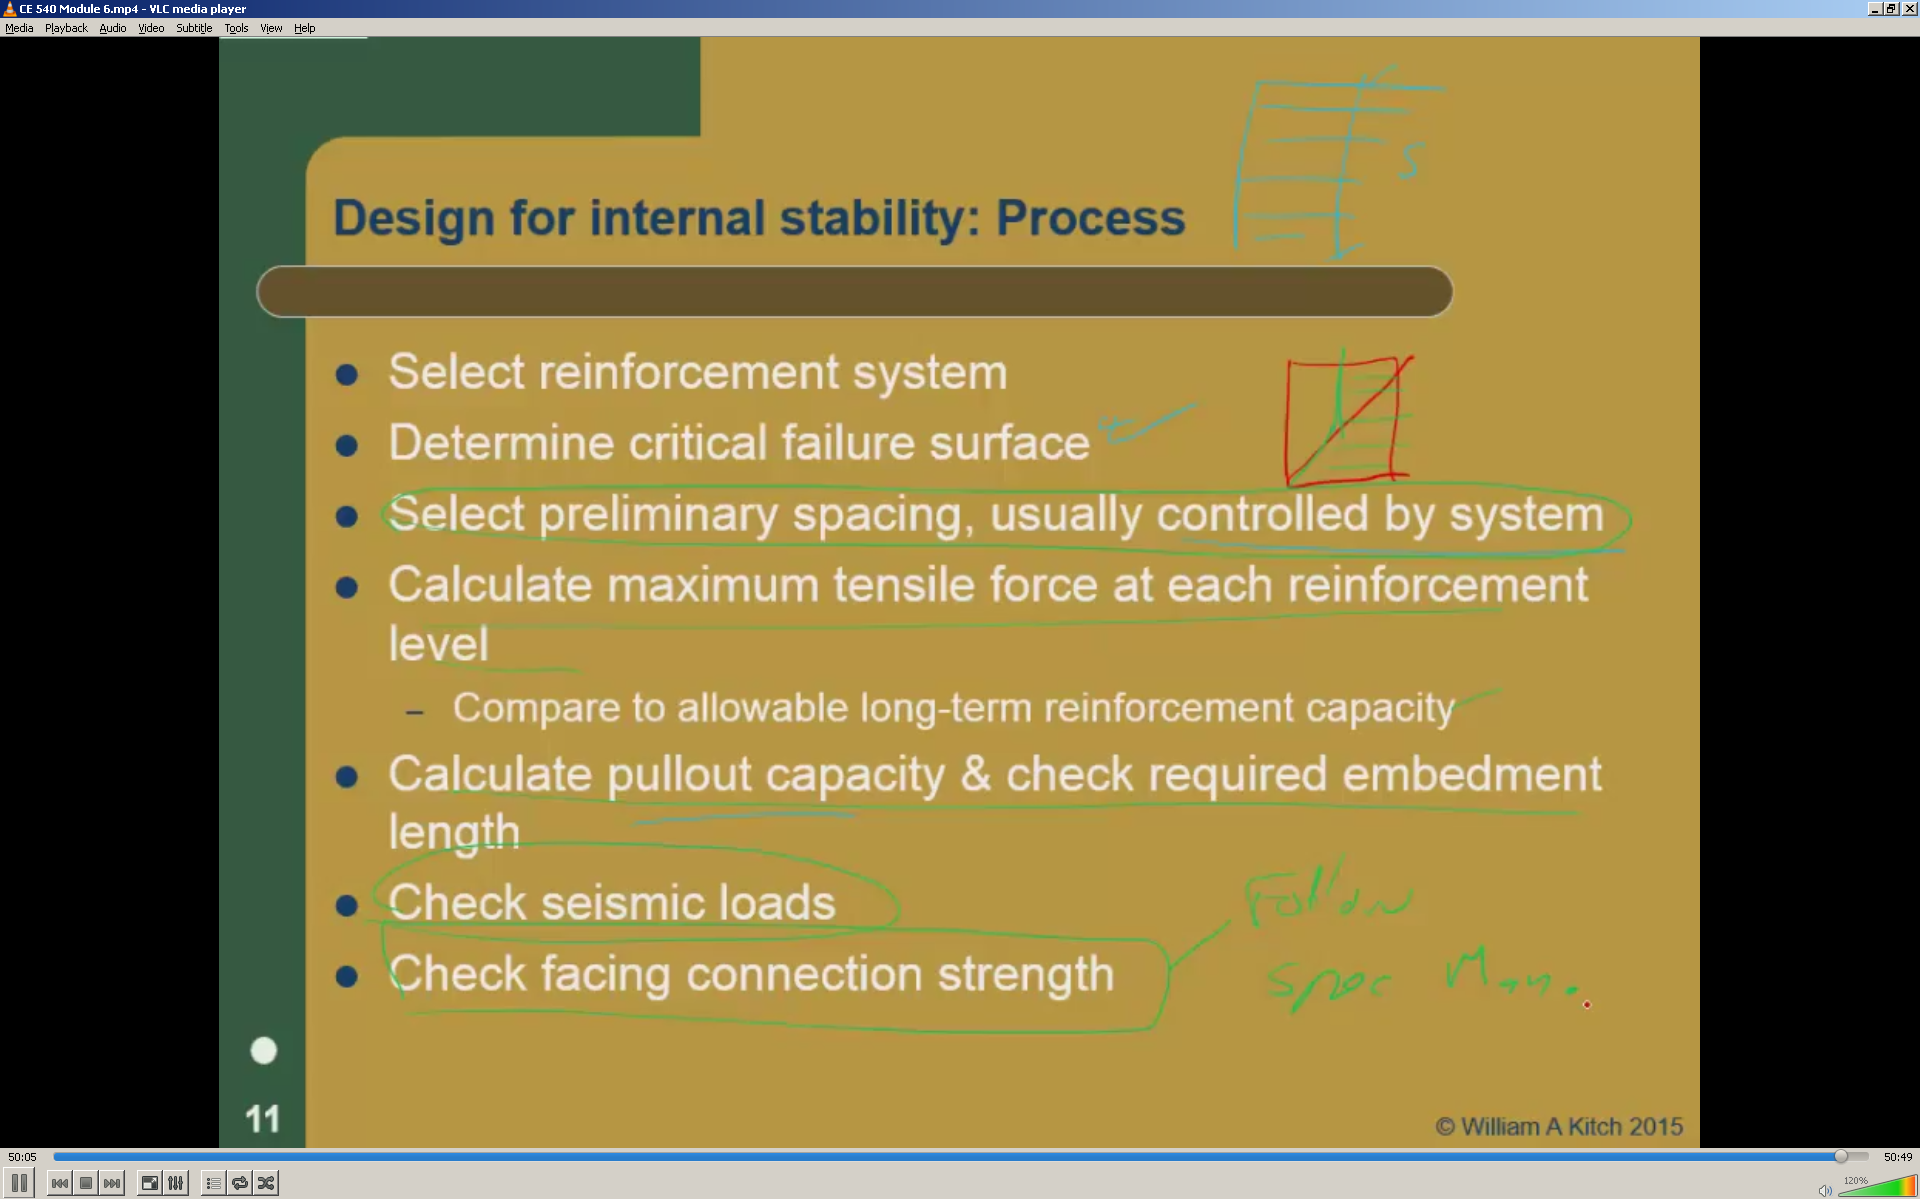 CE 540 Module 6.mp4 - VLC media player
Media Playback Audio Video Subtitle Tools View Help
S
Design for internal stability: Process
Select reinforcement system
Determine critical failure surface
Select preliminary spacing, usually controlled by system
Calculate maximum tensile force at each reinforcement
level
– Compare to allowable long-term reinforcement capacity
Calculate pullout capacity & check required embedment
length
Check seismic loads
Follow
Check facing connection strength
Spec Man.
11
© William A Kitch 2015
50:05
50:49
120%